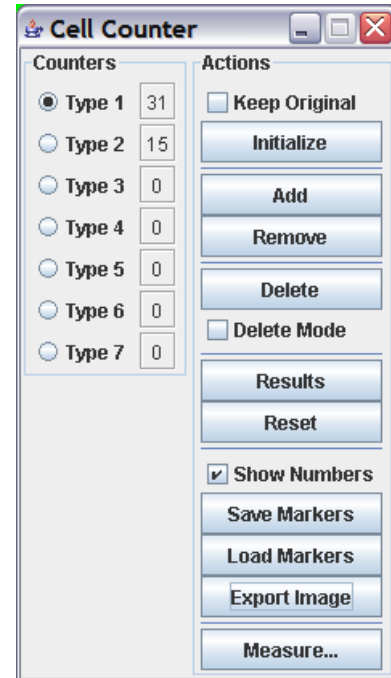 Cell Counter
Counters
Type 1 31
Type 2 15
Type 3 0
Type 4 0
Type 5 0
Type 6 0
Type 7 0
Actions
Keep Original
Initialize
Add
Remove
Delete
Delete Mode
Results
Reset
Show Numbers
Save Markers
Load Markers
Export Image
Measure...